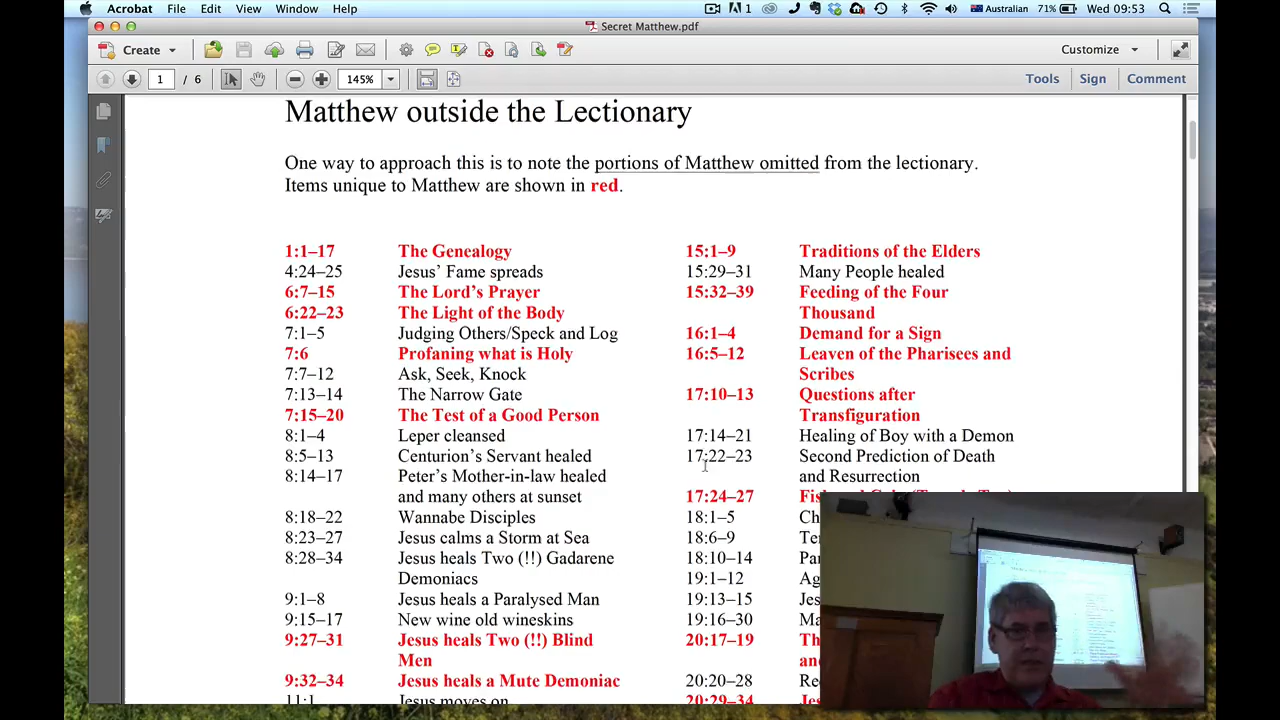 Acrobat File Edit View Window Help
1 Australian 71% Wed 09:53
Secret Matthew.pdf
Create Customize
1 / 6 145% Tools Sign Comment
Matthew outside the Lectionary
One way to approach this is to note the portions of Matthew omitted from the lectionary.
Items unique to Matthew are shown in red.
1:1–17 The Genealogy
4:24–25 Jesus’ Fame spreads
6:7–15 The Lord’s Prayer
6:22–23 The Light of the Body
7:1–5 Judging Others/Speck and Log
7:6 Profaning what is Holy
7:7–12 Ask, Seek, Knock
7:13–14 The Narrow Gate
7:15–20 The Test of a Good Person
8:1–4 Leper cleansed
8:5–13 Centurion’s Servant healed
8:14–17 Peter’s Mother-in-law healed
and many others at sunset
8:18–22 Wannabe Disciples
8:23–27 Jesus calms a Storm at Sea
8:28–34 Jesus heals Two (!!) Gadarene
Demoniacs
9:1–8 Jesus heals a Paralysed Man
9:15–17 New wine old wineskins
9:27–31 Jesus heals Two (!!) Blind
Men
9:32–34 Jesus heals a Mute Demoniac
11:1 Jesus moves on
15:1–9 Traditions of the Elders
15:29–31 Many People healed
15:32–39 Feeding of the Four
Thousand
16:1–4 Demand for a Sign
16:5–12 Leaven of the Pharisees and
Scribes
17:10–13 Questions after
Transfiguration
17:14–21 Healing of Boy with a Demon
17:22–23 Second Prediction of Death
and Resurrection
17:24–27
18:1–5
18:6–9
18:10–14
19:1–12
19:13–15
19:16–30
20:17–19
20:20–28
20:29–34